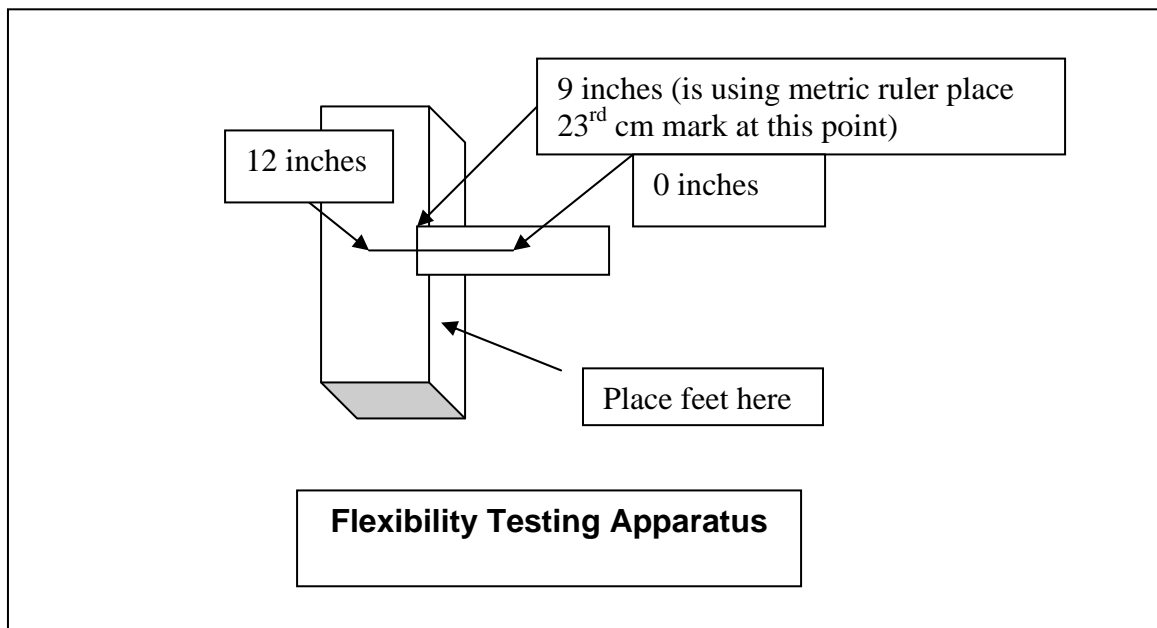 9 inches (is using metric ruler place
23rd cm mark at this point)
12 inches
0 inches
Place feet here
Flexibility Testing Apparatus